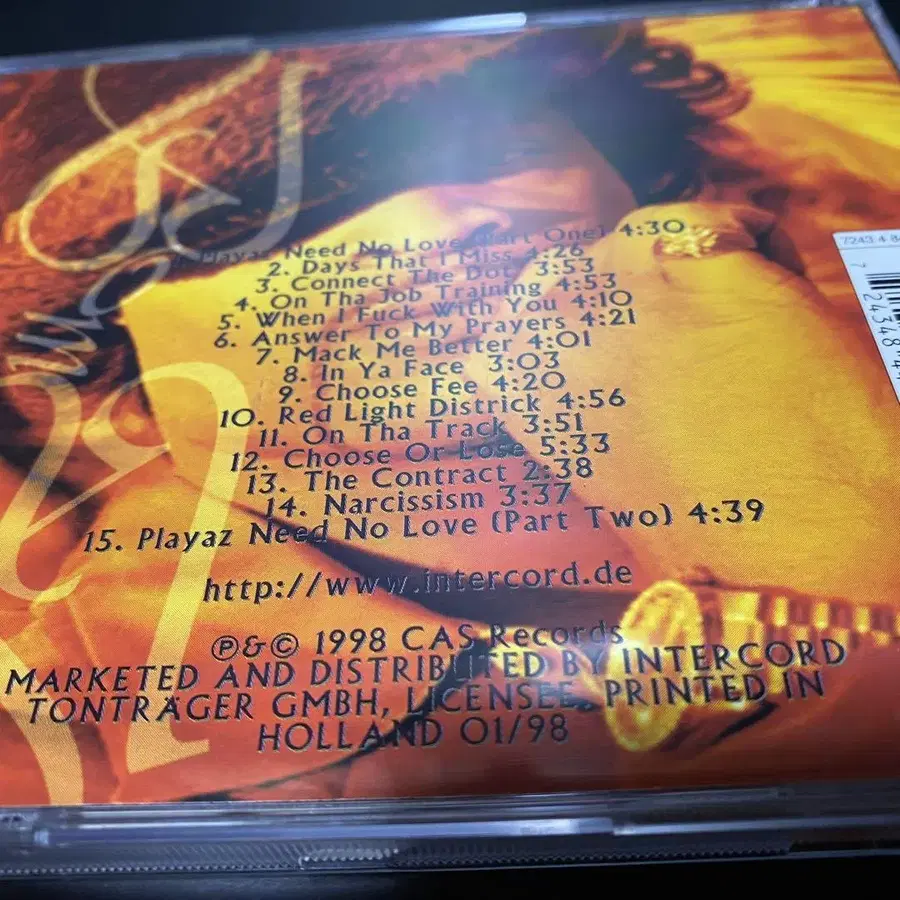 Playaz Need No Love (Part One) 4:30
2. Days That I Miss 4:26
3. Connect The Dot 3:53
4. On Tha Job Training 4:53
5. When I Fuck With You 4:10
6. Answer To My Prayers 4:21
7. Mack Me Better 4:01
8. In Ya Face 3:03
9. Choose Fee 4:20
10. Red Light Districk 4:56
11. On Tha Track 3:51
12. Choose Or Lose 5:33
13. The Contract 2:38
14. Narcissism 3:37
15. Playaz Need No Love (Part Two) 4:39
http://www.intercord.de
℗&© 1998 CAS Records
MARKETED AND DISTRIBUTED BY INTERCORD
TONTRÄGER GMBH, LICENSEE, PRINTED IN
HOLLAND 01/98
7243 4 8
7 24348 4